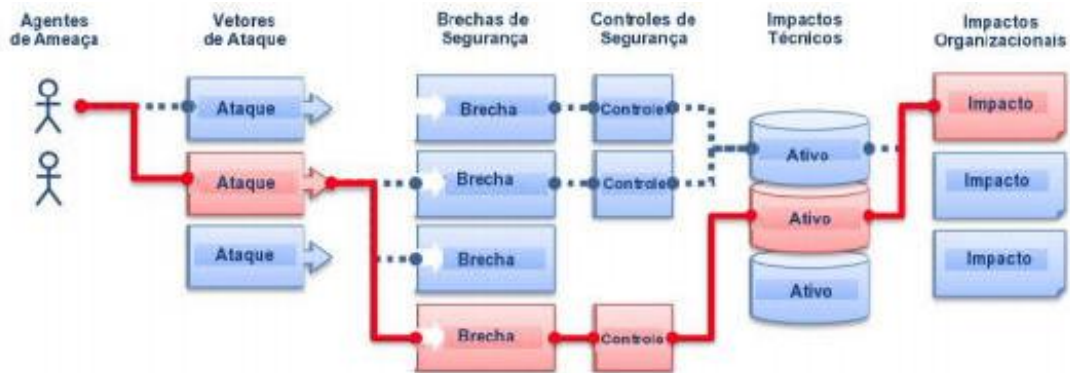 Agentes
de Ameaça
Vetores
de Ataque
Brechas de
Segurança
Controles de
Segurança
Impactos
Técnicos
Impactos
Organizacionais
Ataque
Brecha
Controle
Impacto
Ativo
Ataque
Brecha
Controle
Impacto
Ativo
Ataque
Brecha
Impacto
Ativo
Brecha
Controle